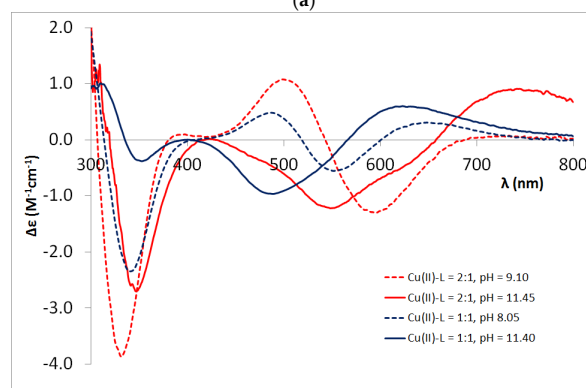 (a)
2.0
1.0
0.0
-1.0
-2.0
-3.0
-4.0
Δε (M⁻¹cm⁻¹)
300 400 500 600 700 800
λ (nm)
Cu(II)-L = 2:1, pH = 9.10
Cu(II)-L = 2:1, pH = 11.45
Cu(II)-L = 1:1, pH 8.05
Cu(II)-L = 1:1, pH = 11.40